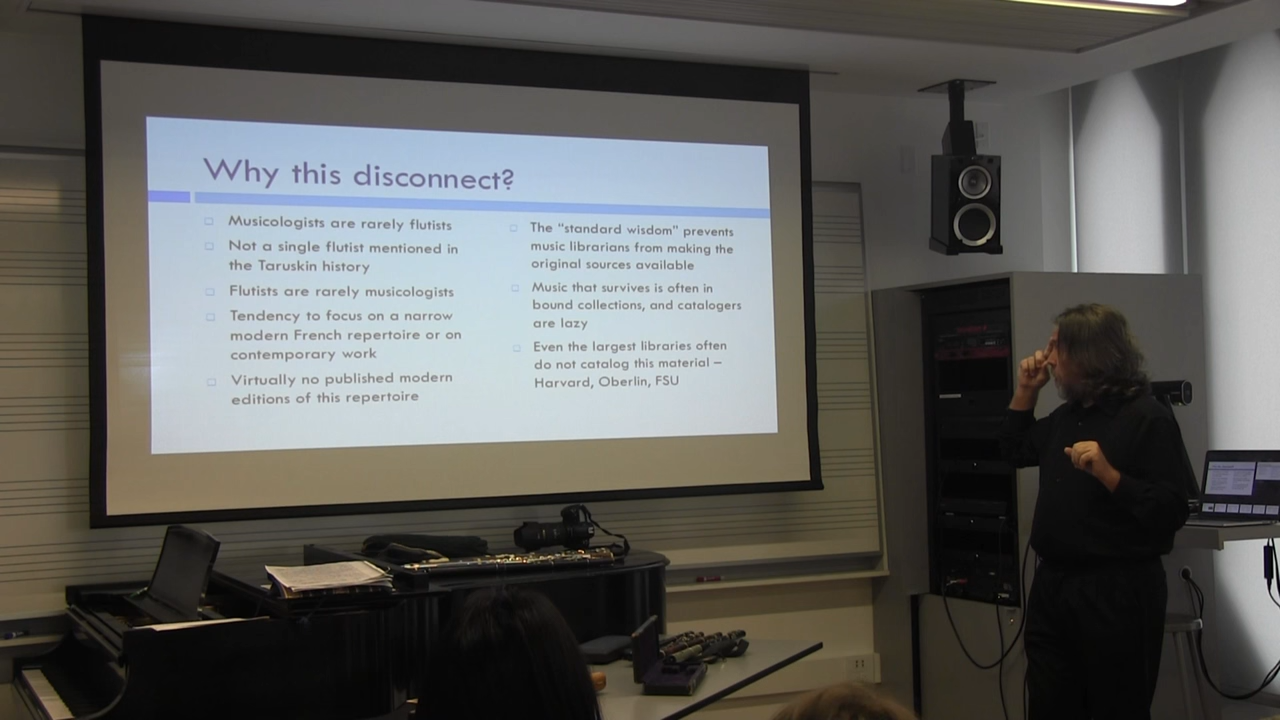 Why this disconnect?
Musicologists are rarely flutists
Not a single flutist mentioned in
the Taruskin history
Flutists are rarely musicologists
Tendency to focus on a narrow
modern French repertoire or on
contemporary work
Virtually no published modern
editions of this repertoire
The “standard wisdom” prevents
music librarians from making the
original sources available
Music that survives is often in
bound collections, and catalogers
are lazy
Even the largest libraries often
do not catalog this material –
Harvard, Oberlin, FSU